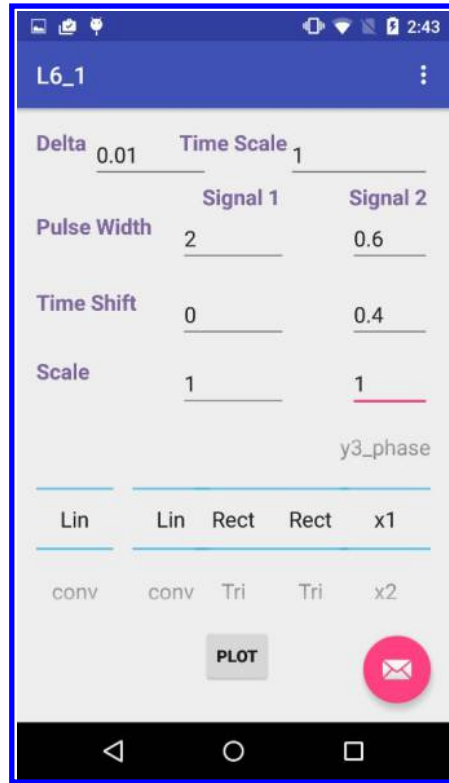 2:43
L6_1
Delta 0.01 Time Scale 1
Signal 1 Signal 2
Pulse Width 2 0.6
Time Shift 0 0.4
Scale 1 1
y3_phase
Lin Lin Rect Rect x1
conv conv Tri Tri x2
PLOT